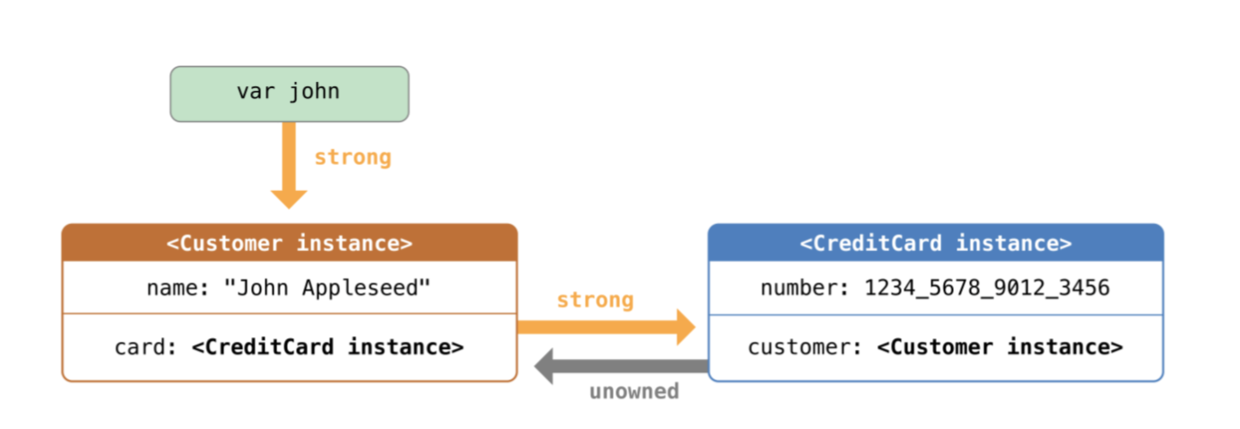 var john
strong
<Customer instance>
name: "John Appleseed"
card: <CreditCard instance>
strong
unowned
<CreditCard instance>
number: 1234_5678_9012_3456
customer: <Customer instance>